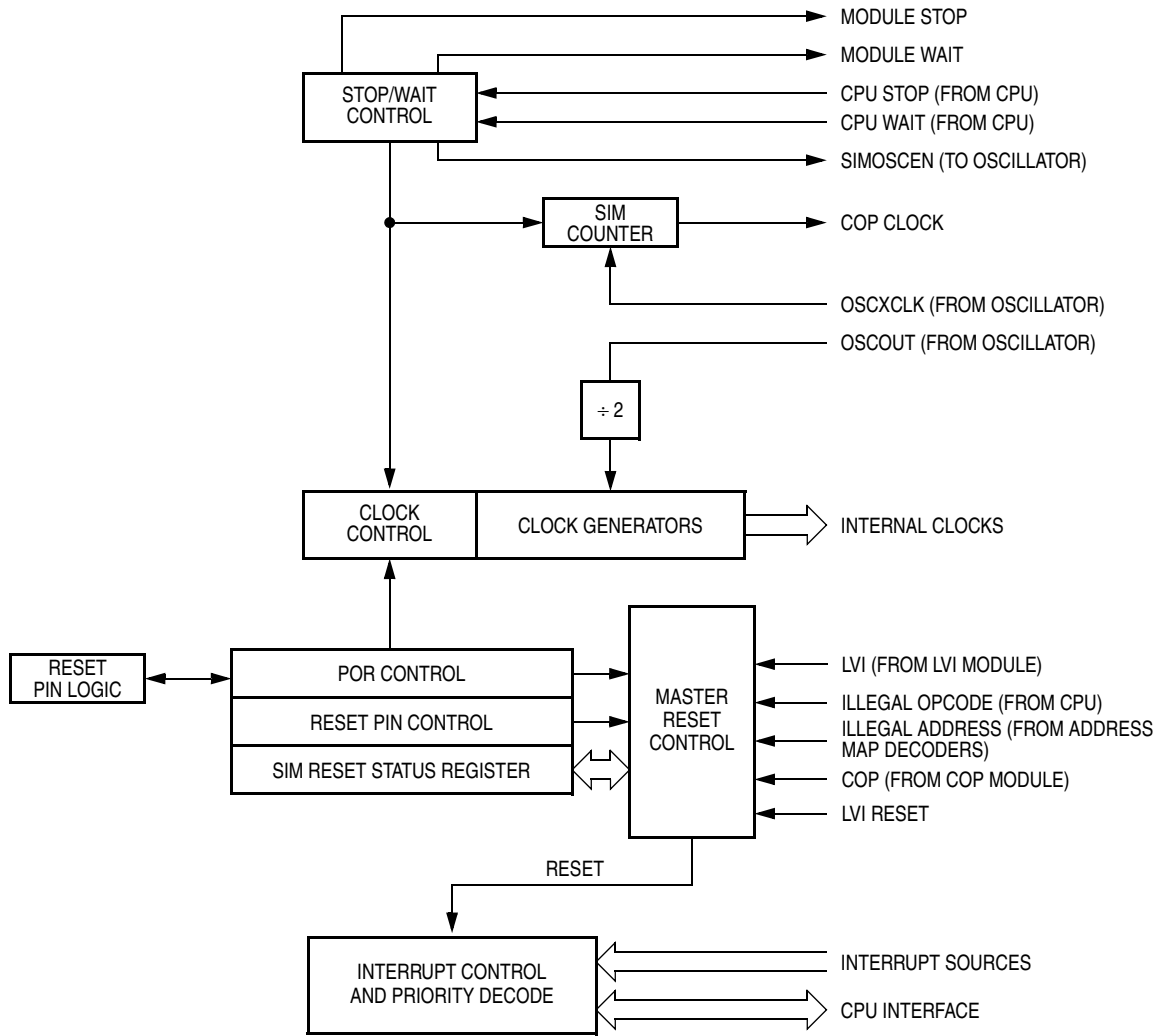 MODULE STOP
MODULE WAIT
STOP/WAIT
CONTROL
CPU STOP (FROM CPU)
CPU WAIT (FROM CPU)
SIMOSCEN (TO OSCILLATOR)
SIM
COUNTER
COP CLOCK
OSCXCLK (FROM OSCILLATOR)
OSCOUT (FROM OSCILLATOR)
÷ 2
CLOCK
CONTROL
CLOCK GENERATORS
INTERNAL CLOCKS
RESET
PIN LOGIC
POR CONTROL
RESET PIN CONTROL
SIM RESET STATUS REGISTER
MASTER
RESET
CONTROL
LVI (FROM LVI MODULE)
ILLEGAL OPCODE (FROM CPU)
ILLEGAL ADDRESS (FROM ADDRESS
MAP DECODERS)
COP (FROM COP MODULE)
LVI RESET
RESET
INTERRUPT CONTROL
AND PRIORITY DECODE
INTERRUPT SOURCES
CPU INTERFACE